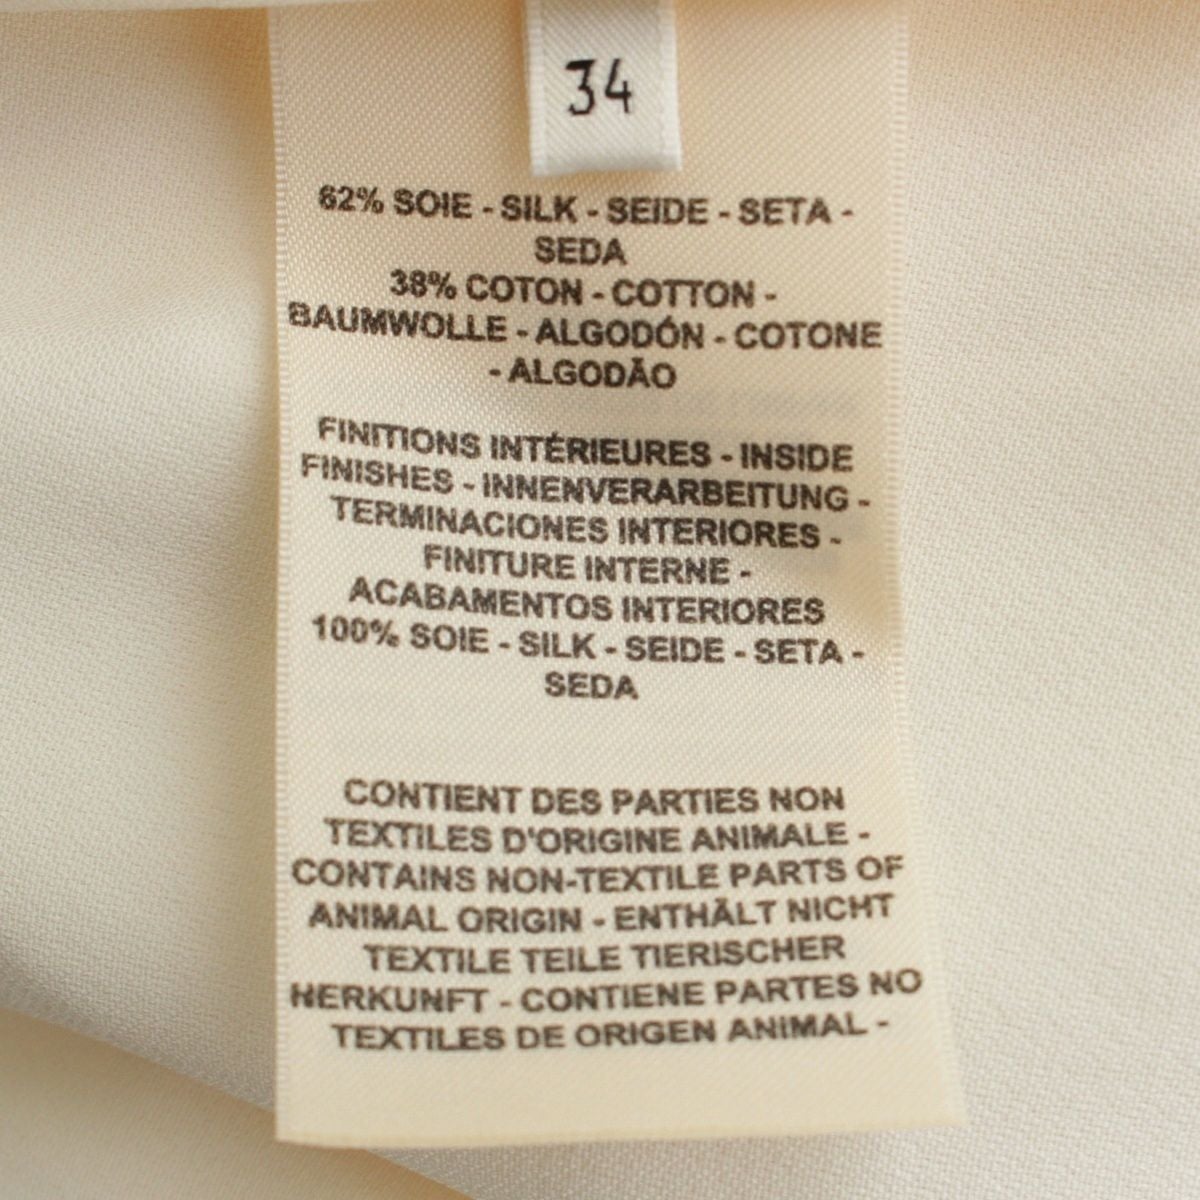 34
62% SOIE - SILK - SEIDE - SETA -
SEDA
38% COTON - COTTON -
BAUMWOLLE - ALGODÓN - COTONE
- ALGODÃO
FINITIONS INTÉRIEURES - INSIDE
FINISHES - INNENVERARBEITUNG -
TERMINACIONES INTERIORES -
FINITURE INTERNE -
ACABAMENTOS INTERIORES
100% SOIE - SILK - SEIDE - SETA -
SEDA
CONTIENT DES PARTIES NON
TEXTILES D'ORIGINE ANIMALE -
CONTAINS NON-TEXTILE PARTS OF
ANIMAL ORIGIN - ENTHÄLT NICHT
TEXTILE TEILE TIERISCHER
HERKUNFT - CONTIENE PARTES NO
TEXTILES DE ORIGEN ANIMAL -